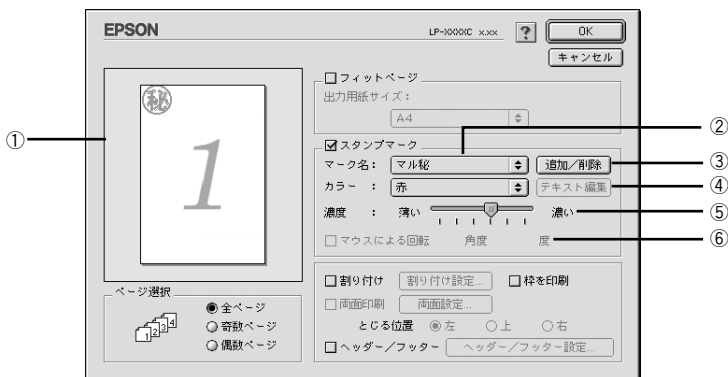 EPSON LP-XXXXC x.xx ? OK
キャンセル
㊙
1
①
□フィットページ
出力用紙サイズ：
A4
②
☑スタンプマーク
マーク名： マル秘 追加／削除 ③
カラー ： 赤 テキスト編集 ④
濃度 ： 薄い 濃い ⑤
□マウスによる回転 角度 度 ⑥
ページ選択
1 2 3 4
◉全ページ
○奇数ページ
○偶数ページ
□割り付け 割り付け設定... □枠を印刷
□両面印刷 両面設定...
とじる位置 ◉左 ○上 ○右
□ヘッダー／フッター ヘッダー／フッター設定...